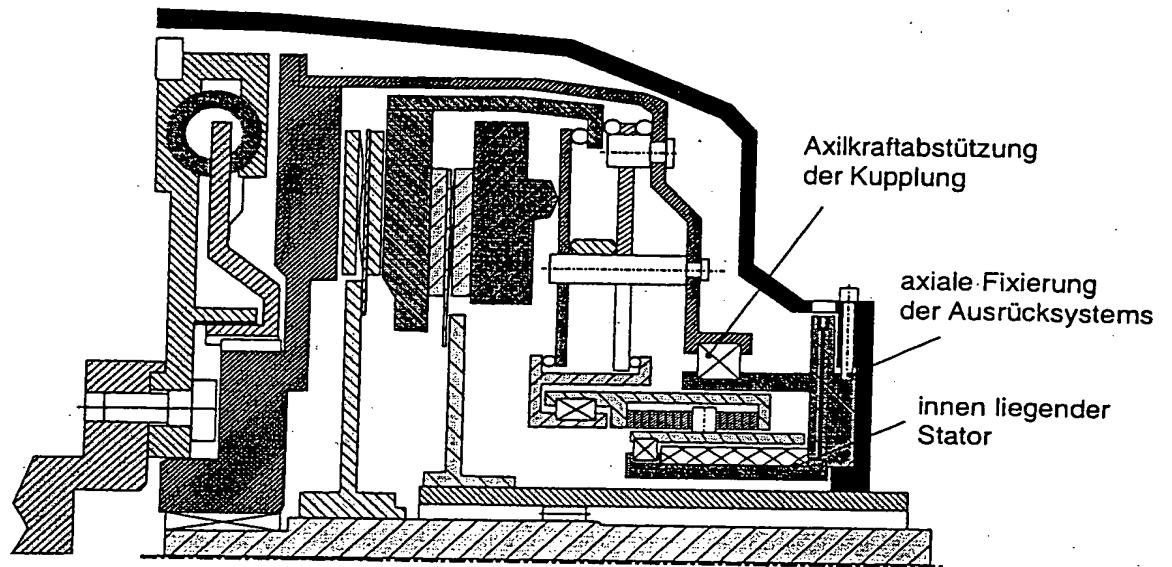 Axilkraftabstützung
der Kupplung
axiale Fixierung
der Ausrücksystems
innen liegender
Stator